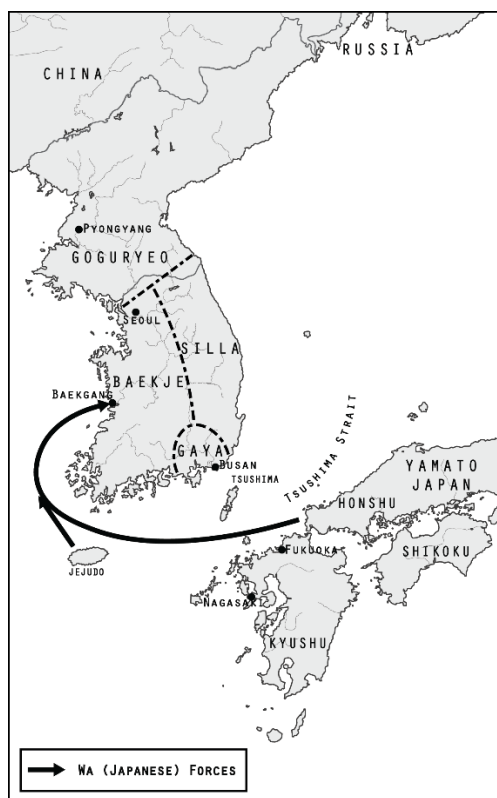 RUSSIA
CHINA
PYONGYANG
GOGURYEO
SEOUL
SILLA
BAEKJE
BAEKGANG
GAYA
BUSAN
TSUSHIMA
TSUSHIMA STRAIT
YAMATO
JAPAN
HONSHU
FUKUOKA
SHIKOKU
JEJUDO
NAGASAKI
KYUSHU
WA (JAPANESE) FORCES